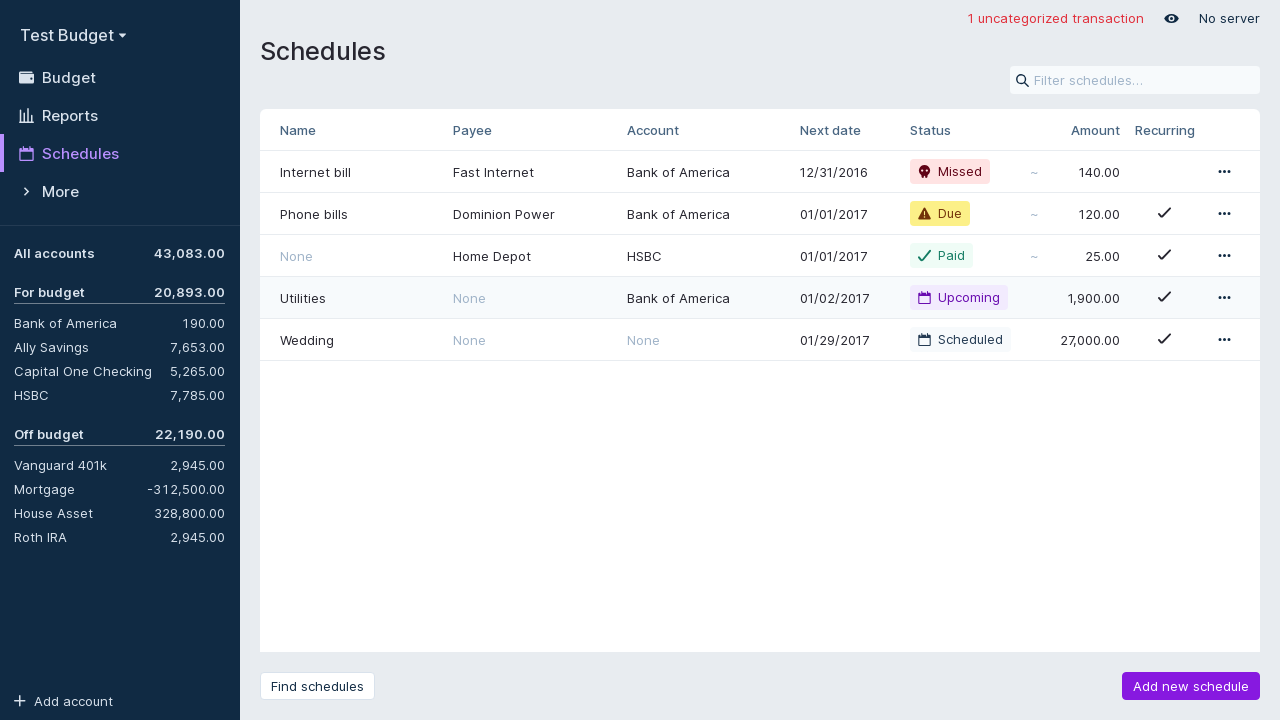 Test Budget
Budget
Reports
Schedules
More
All accounts 43,083.00
For budget 20,893.00
Bank of America 190.00
Ally Savings 7,653.00
Capital One Checking 5,265.00
HSBC 7,785.00
Off budget 22,190.00
Vanguard 401k 2,945.00
Mortgage -312,500.00
House Asset 328,800.00
Roth IRA 2,945.00
Add account
1 uncategorized transaction No server
Schedules
Filter schedules...
Name Payee Account Next date Status Amount Recurring
Internet bill Fast Internet Bank of America 12/31/2016 Missed ~ 140.00
Phone bills Dominion Power Bank of America 01/01/2017 Due ~ 120.00
None Home Depot HSBC 01/01/2017 Paid ~ 25.00
Utilities None Bank of America 01/02/2017 Upcoming 1,900.00
Wedding None None 01/29/2017 Scheduled 27,000.00
Find schedules Add new schedule